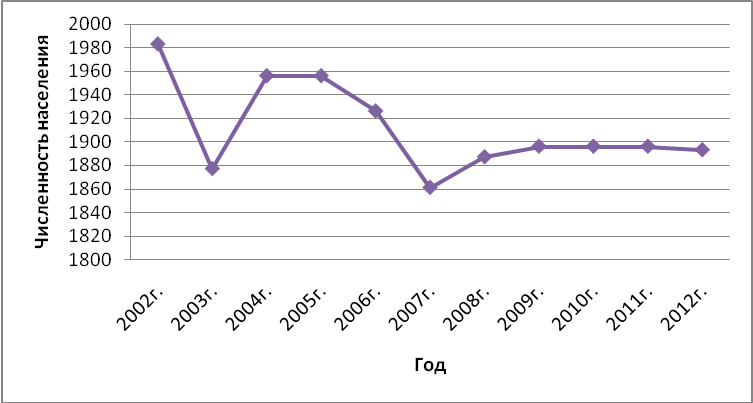 Численность населения
2000
1980
1960
1940
1920
1900
1880
1860
1840
1820
1800
2002г.
2003г.
2004г.
2005г.
2006г.
2007г.
2008г.
2009г.
2010г.
2011г.
2012г.
Год